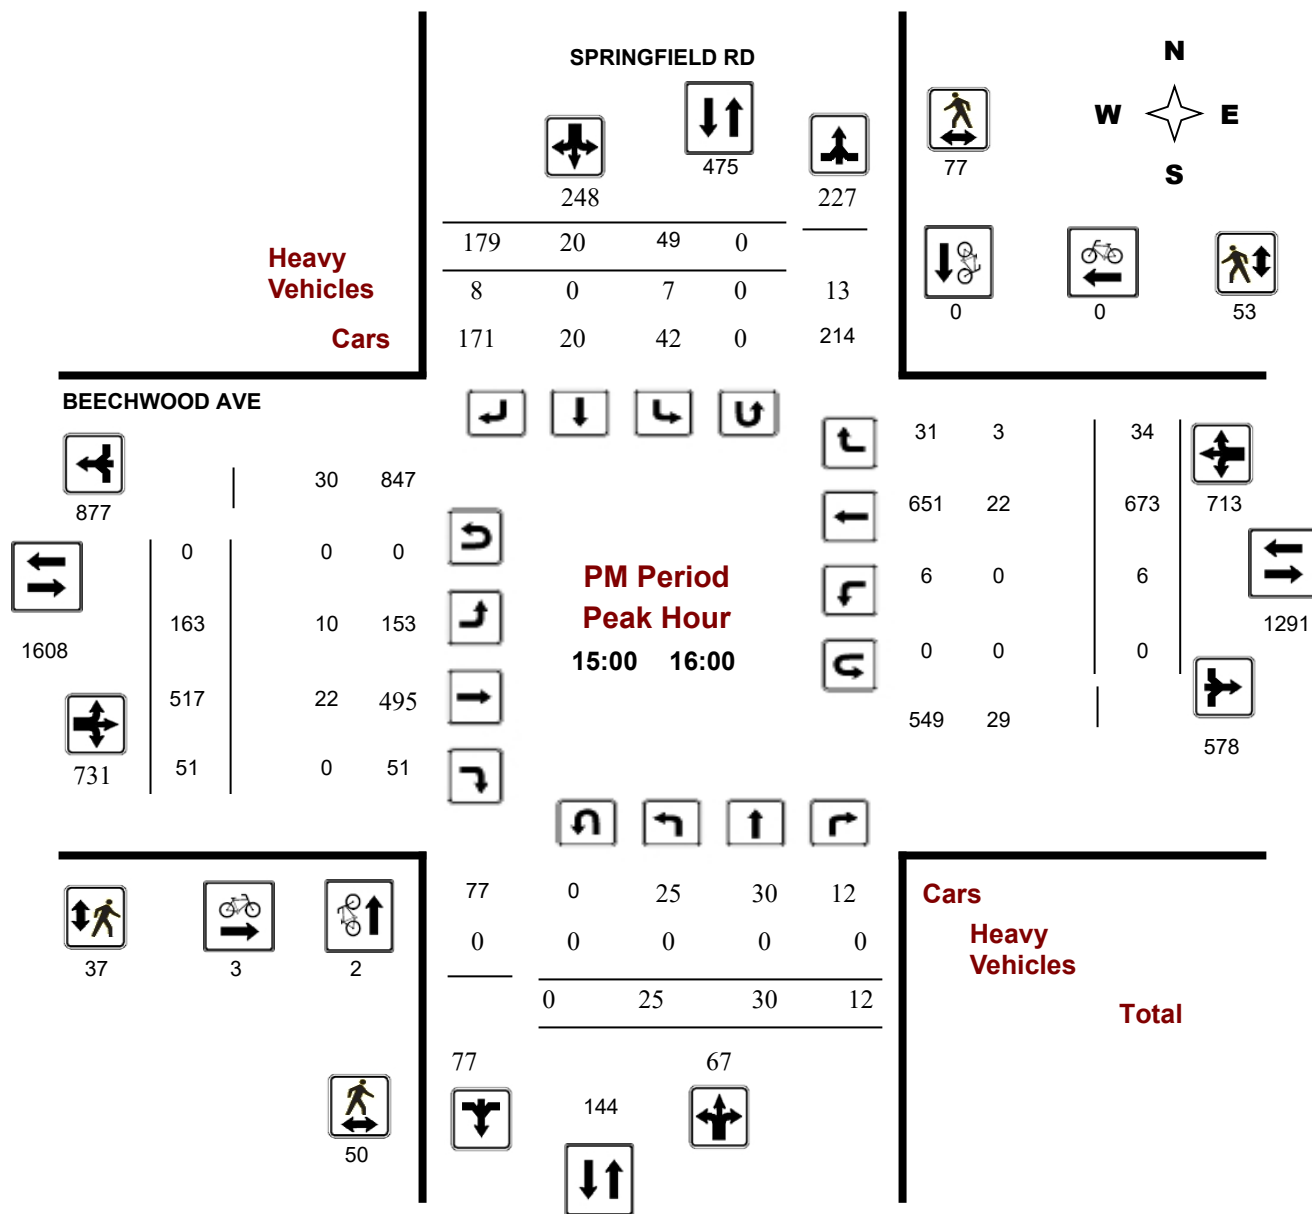 SPRINGFIELD RD
N
W E
S
475
77
248 227
179 20 49 0
Heavy
Vehicles
8 0 7 0 13
Cars
171 20 42 0 214
0 0 53
BEECHWOOD AVE
31 3 34
30 847
877
651 22 673 713
0 0 0
PM Period
Peak Hour
6 0 6
163 10 153
1291
1608
15:00 16:00
0 0 0
517 22 495
549 29
578
731
51 0 51
77 0 25 30 12
Cars
0 0 0 0 0
Heavy
Vehicles
37 3 2
0 25 30 12
Total
77 67
144
50